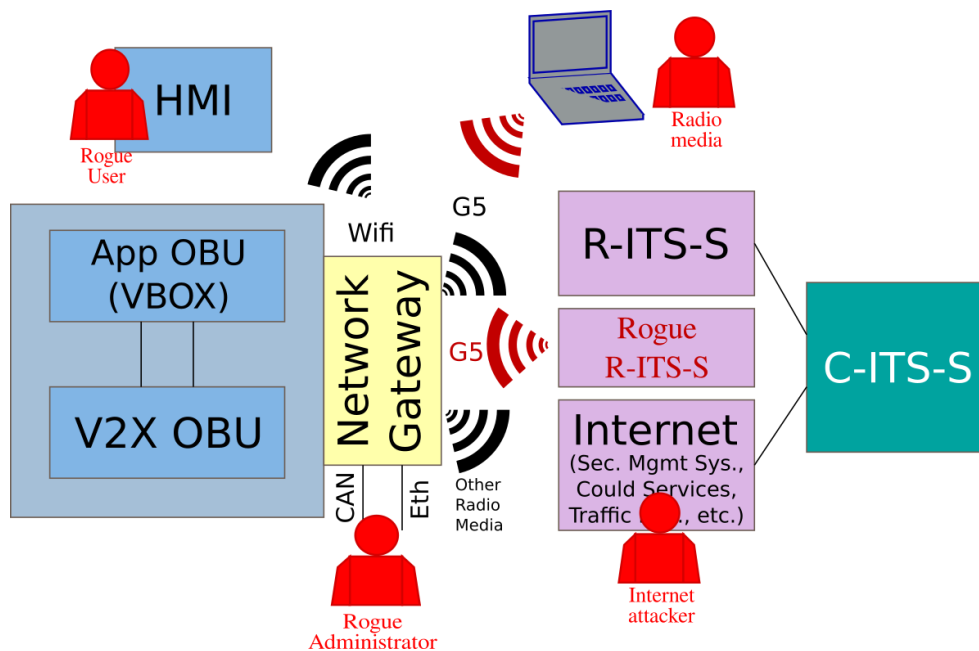 HMI
Rogue
User
Radio
media
Wifi
G5
App OBU
(VBOX)
V2X OBU
Network
Gateway
G5
CAN
Eth
Other
Radio
Media
R-ITS-S
Rogue
R-ITS-S
Internet
(Sec. Mgmt Sys.,
Could Services,
Traffic ., etc.)
C-ITS-S
Rogue
Administrator
Internet
attacker